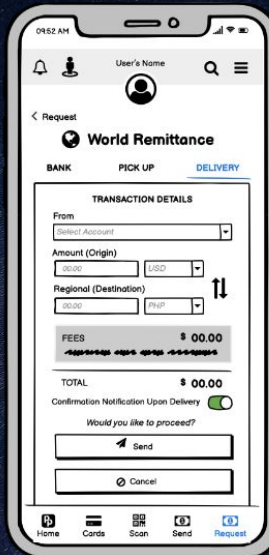 09:52 AM
User's Name
< Request
World Remittance
BANK PICK UP DELIVERY
TRANSACTION DETAILS
From
Select Account
Amount (Origin)
00.00 USD
Regional (Destination)
00.00 PHP
FEES $ 00.00
TOTAL $ 00.00
Confirmation Notification Upon Delivery
Would you like to proceed?
Send
Cancel
Home Cards Scan Send Request